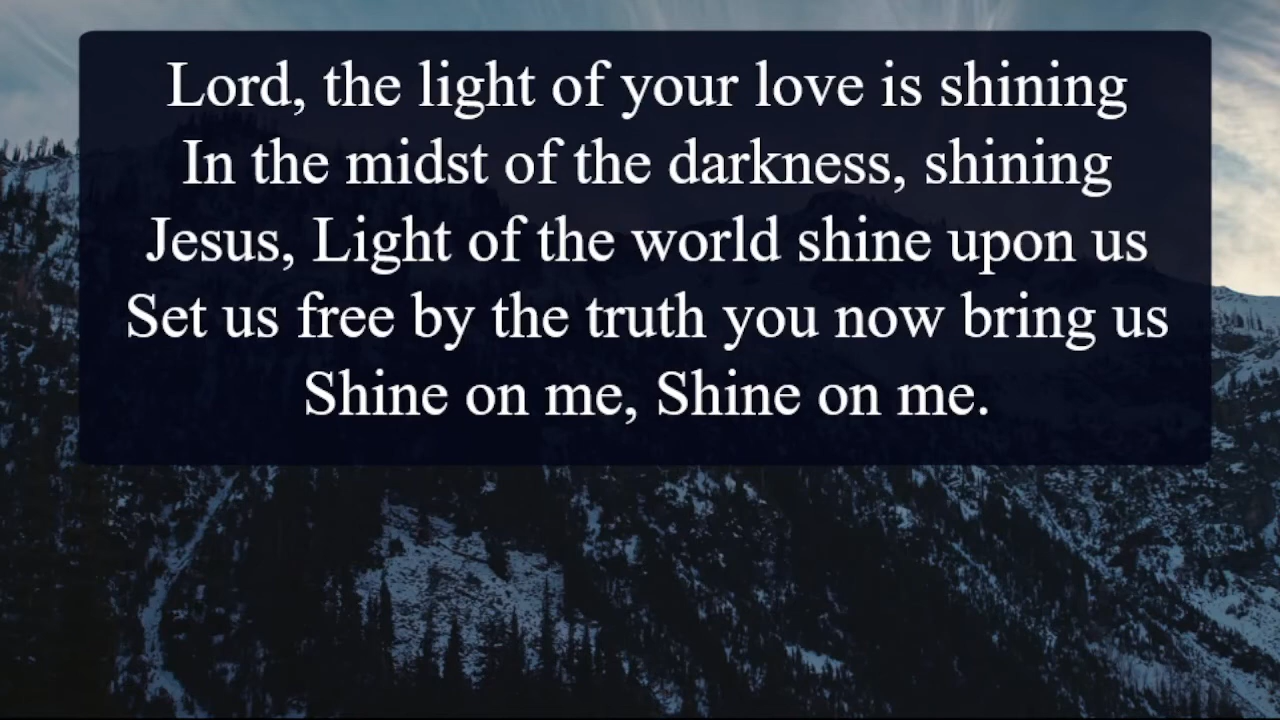 Lord, the light of your love is shining
In the midst of the darkness, shining
Jesus, Light of the world shine upon us
Set us free by the truth you now bring us
Shine on me, Shine on me.